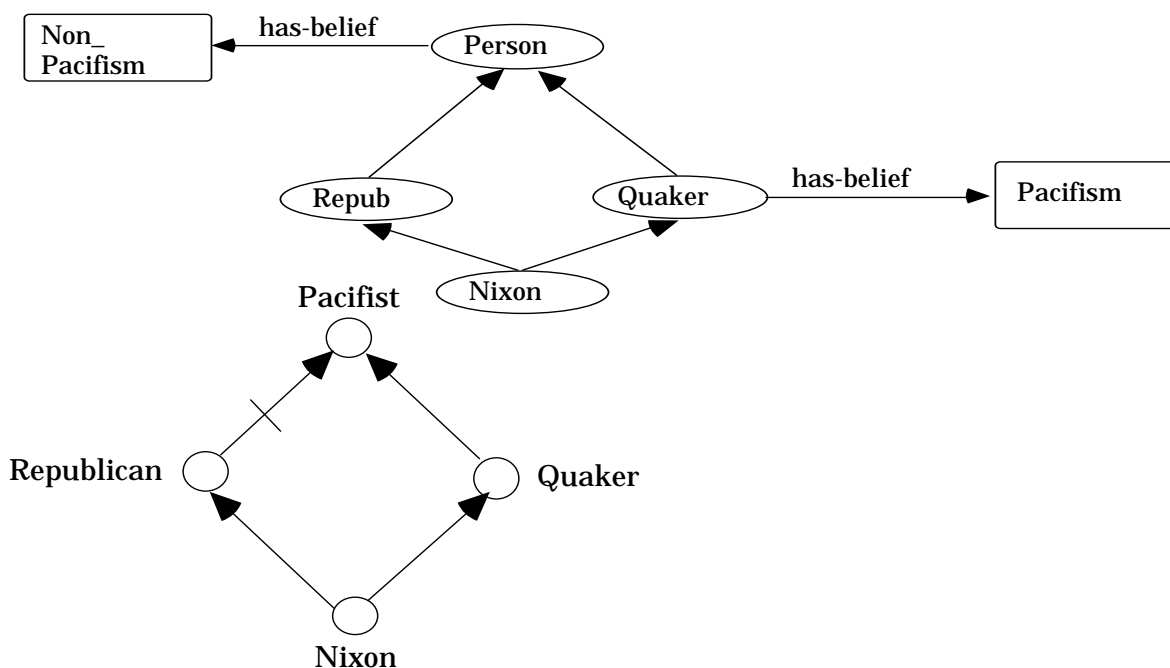 Non_
Pacifism
has-belief
Person
Repub
Quaker
has-belief
Pacifism
Nixon
Pacifist
Republican
Quaker
Nixon